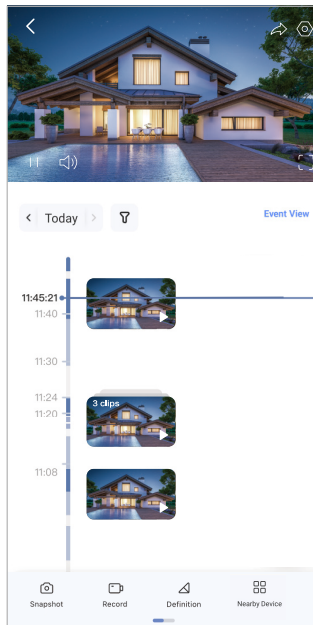 Today
Event View
11:45:21
11:40
11:30
11:24
3 clips
11:20
11:08
Snapshot
Record
Definition
Nearby Device